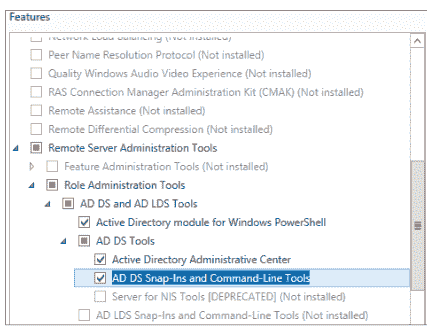 Features
Network Load Balancing (Not installed)
Peer Name Resolution Protocol (Not installed)
Quality Windows Audio Video Experience (Not installed)
RAS Connection Manager Administration Kit (CMAK) (Not installed)
Remote Assistance (Not installed)
Remote Differential Compression (Not installed)
Remote Server Administration Tools
Feature Administration Tools (Not installed)
Role Administration Tools
AD DS and AD LDS Tools
Active Directory module for Windows PowerShell
AD DS Tools
Active Directory Administrative Center
AD DS Snap-Ins and Command-Line Tools
Server for NIS Tools [DEPRECATED] (Not installed)
AD LDS Snap-Ins and Command-Line Tools (Not installed)